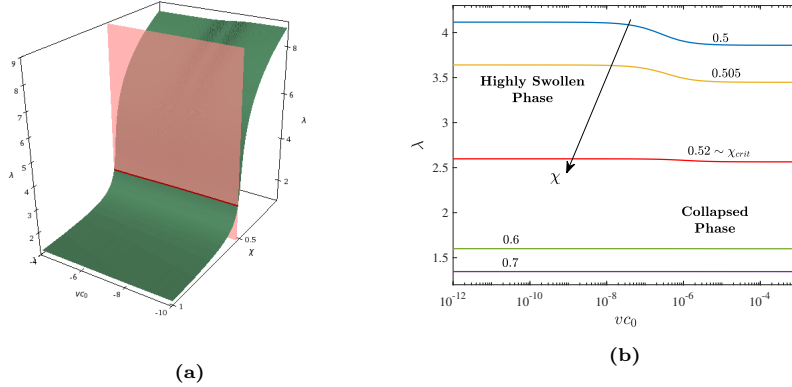 9
8
7
6
5
4
3
2
λ
-4
-6
-8
-10
vc₀
1
0.5
χ
8
6
4
2
λ
(a)
4
3.5
3
2.5
2
1.5
λ
0.5
0.505
Highly Swollen
Phase
0.52 ∼ χcrit
χ
Collapsed
Phase
0.6
0.7
10⁻¹² 10⁻¹⁰ 10⁻⁸ 10⁻⁶ 10⁻⁴
vc₀
(b)